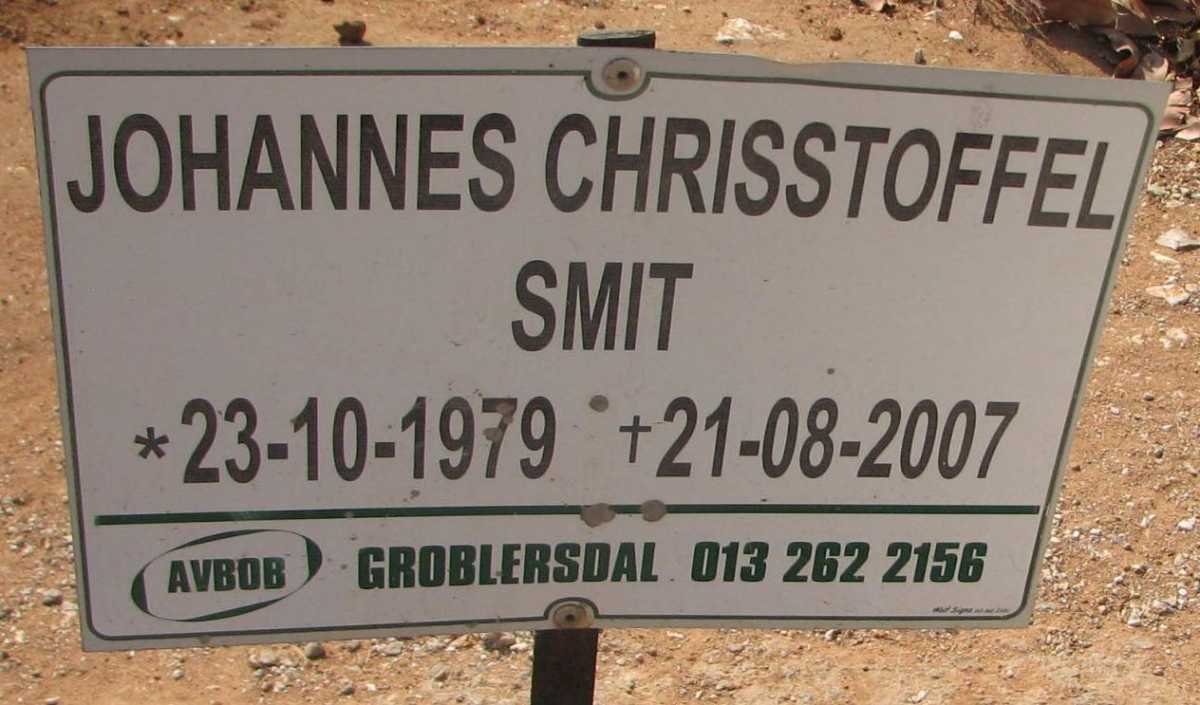 JOHANNES CHRISSTOFFEL
SMIT
*23-10-1979 †21-08-2007
AVBOB GROBLERSDAL 013 262 2156